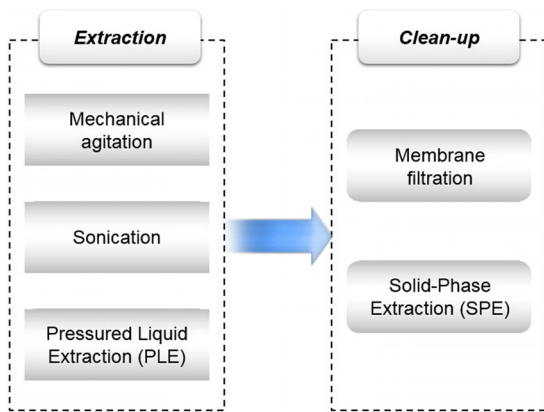 Extraction
Mechanical
agitation
Sonication
Pressured Liquid
Extraction (PLE)
Clean-up
Membrane
filtration
Solid-Phase
Extraction (SPE)